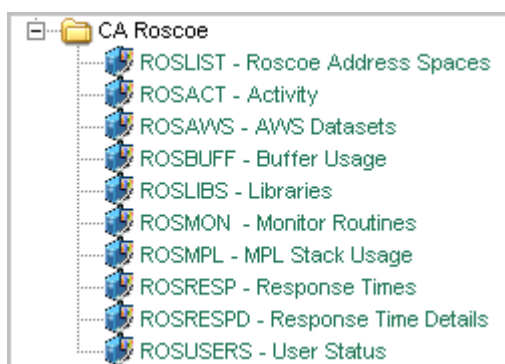 CA Roscoe
ROSLIST - Roscoe Address Spaces
ROSACT - Activity
ROSAWS - AWS Datasets
ROSBUFF - Buffer Usage
ROSLIBS - Libraries
ROSMON - Monitor Routines
ROSMPL - MPL Stack Usage
ROSRESP - Response Times
ROSRESPD - Response Time Details
ROSUSERS - User Status